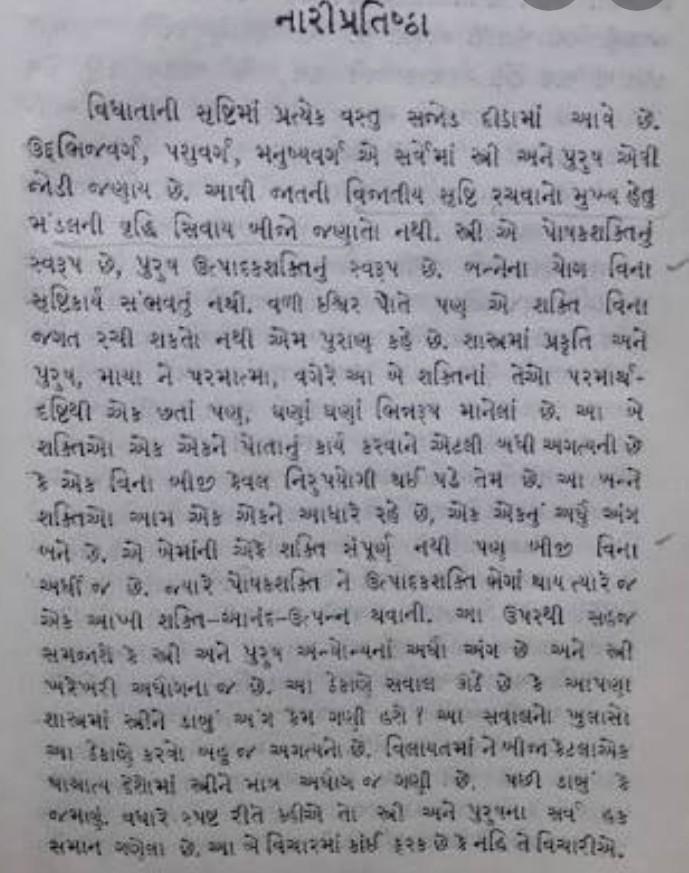 નારીપ્રતિષ્ઠા
વિધાતાની સૃષ્ટિમાં પ્રત્યેક વસ્તુ સજોડ દીઠામાં આવે છે.
ઉદ્દભિજવર્ગ, પશુવર્ગ, મનુષ્યવર્ગ એ સર્વેમાં સ્ત્રી અને પુરુષ એવી
જોડી જણાય છે. આવી જાતની વિજાતીય સૃષ્ટિ રચવાનો મુખ્ય હેતુ
મંડલની વૃદ્ધિ સિવાય બીજો જણાતો નથી. સ્ત્રી એ પોષકશક્તિનું
સ્વરૂપ છે, પુરુષ ઉત્પાદકશક્તિનું સ્વરૂપ છે. બન્નેના યોગ વિના
સૃષ્ટિકાર્ય સંભવતું નથી. વળી ઇશ્વિર પોતે પણ એ શક્તિ વિના
જગત રચી શકતો નથી એમ પુરાણ કહે છે. શાસ્ત્રમાં પ્રકૃતિ અને
પુરુષ, માયા ને પરમાત્મા, વગેરે આ બે શક્તિનાં તેઓ પરમાર્થ-
દૃષ્ટિથી એક છતાં પણ, ઘણાં ઘણાં ભિન્નરૂપ માનેલાં છે. આ બે
શક્તિઓ એક એકને પોતાનું કાર્ય કરવાને એટલી બધી અગત્યની છે
કે એક વિના બીજી કેવલ નિરુપયોગી થઈ પડે તેમ છે. આ બન્ને
શક્તિઓ આમ એક એકને આધારે રહે છે, એક એકનું અર્ધું અંગ
બને છે. એ બેમાંની એકે શક્તિ સંપૂર્ણ નથી પણ બીજી વિના
અર્ધી જ છે. જ્યારે પોષકશક્તિ ને ઉત્પાદકશક્તિ ભેગાં થાય ત્યારે જ
એક આખી શક્તિ-આનંદ-ઉત્પન્ન થવાની. આ ઉપરથી સહજ
સમજાશે કે સ્ત્રી અને પુરુષ અન્યોન્યનાં અર્ધાં અંગ છે અને સ્ત્રી
ખરેખરી અર્ધાંગના જ છે. આ ઠેકાણે સવાલ ઊઠે છે કે આપણા
શાસ્ત્રમાં સ્ત્રીને ડાબું અંગ કેમ ગણી હશે? આ સવાલનો ખુલાસો
આ ઠેકાણે કરવો બહુ જ અગત્યનો છે. વિલાયતમાં ને બીજા કેટલાએક
પાશ્ચાત્ય દેશોમાં સ્ત્રીને માત્ર અર્ધાંગ જ ગણી છે. પછી ડાબું કે
જમાણું. વધારે સ્પષ્ટ રીતે કહીએ તો સ્ત્રી અને પુરુષના સર્વ હક
સમાન ગણેલા છે. આ બે વિચારમાં કાંઈ ફરક છે કે નહિ તે વિચારીએ.